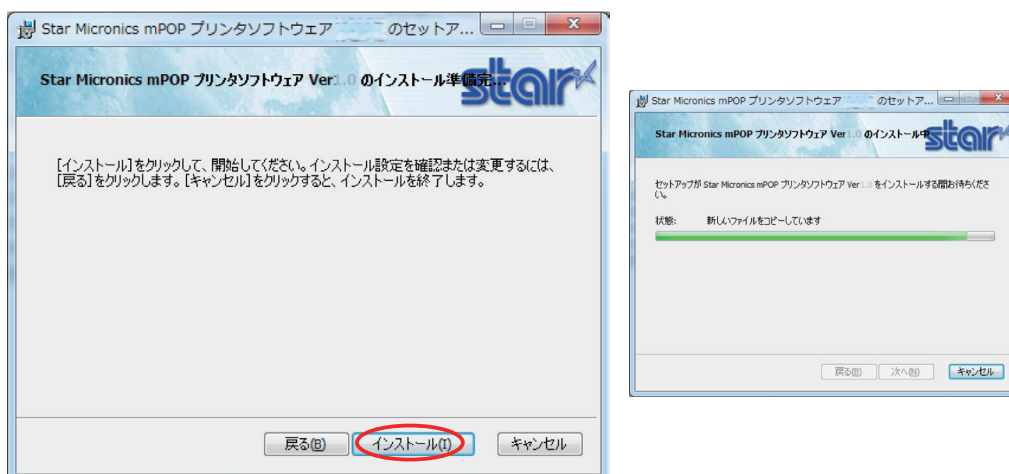 Star Micronics mPOP プリンタソフトウェア のセットア...
Star Micronics mPOP プリンタソフトウェア Ver1.0 のインストール準備完...
star
[インストール]をクリックして、開始してください。インストール設定を確認または変更するには、
[戻る]をクリックします。[キャンセル]をクリックすると、インストールを終了します。
戻る(B)
インストール(I)
キャンセル
Star Micronics mPOP プリンタソフトウェア のセットア...
Star Micronics mPOP プリンタソフトウェア Ver1.0 のインストール中
star
セットアップが Star Micronics mPOP プリンタソフトウェア Ver1.0 をインストールする間お待ちくださ
い。
状態: 新しいファイルをコピーしています
戻る(B)
次へ(N)
キャンセル